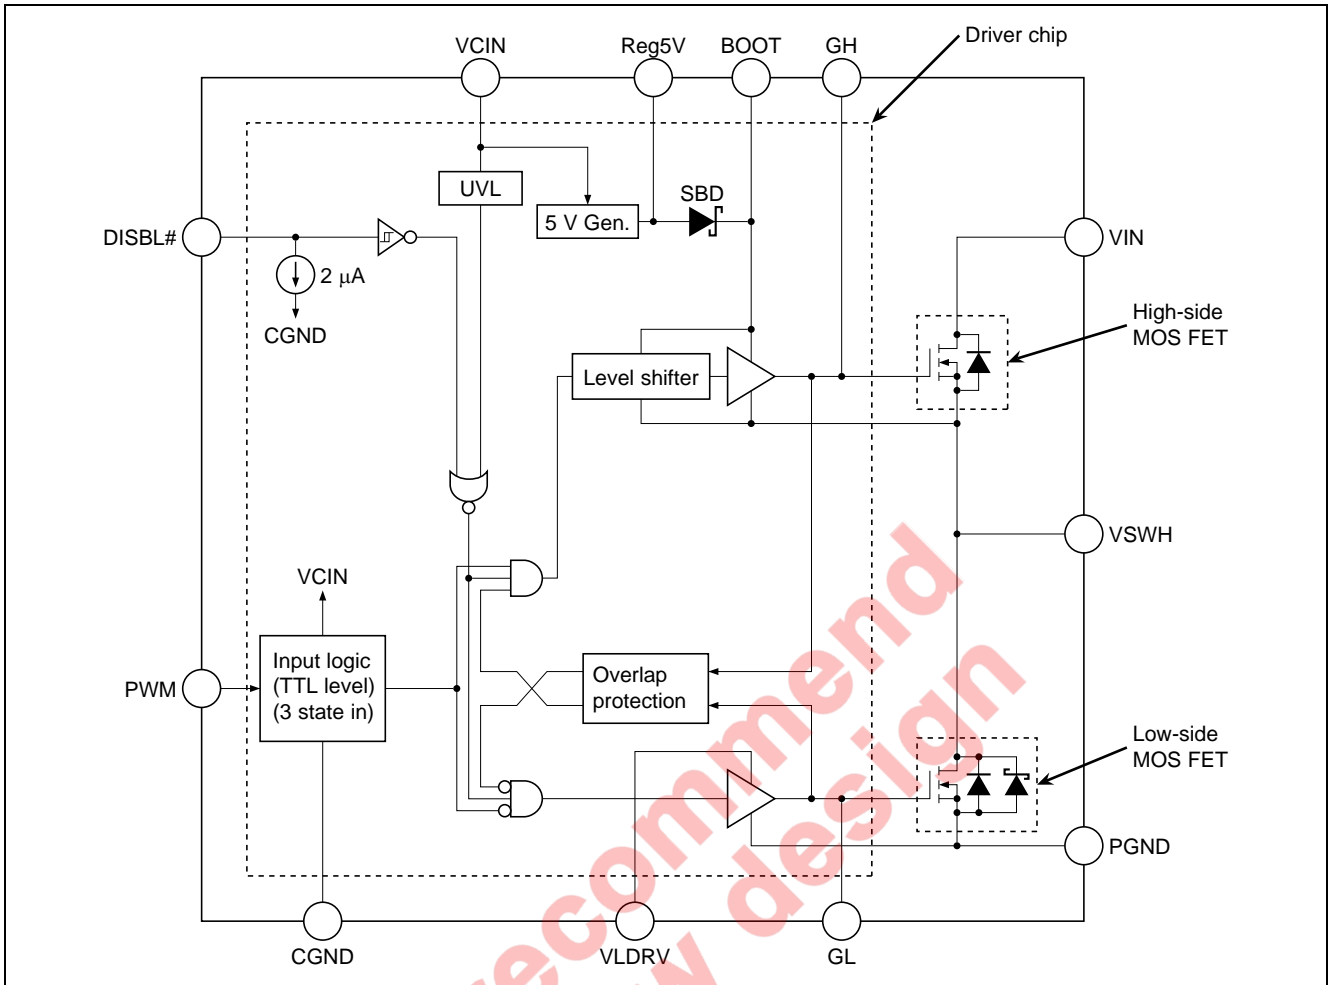 VCIN
Reg5V
BOOT
GH
Driver chip
UVL
SBD
5 V Gen.
DISBL#
2 μA
CGND
VIN
High-side
MOS FET
Level shifter
VSWH
VCIN
Input logic
(TTL level)
(3 state in)
PWM
Overlap
protection
Low-side
MOS FET
PGND
CGND
VLDRV
GL
recommend
design